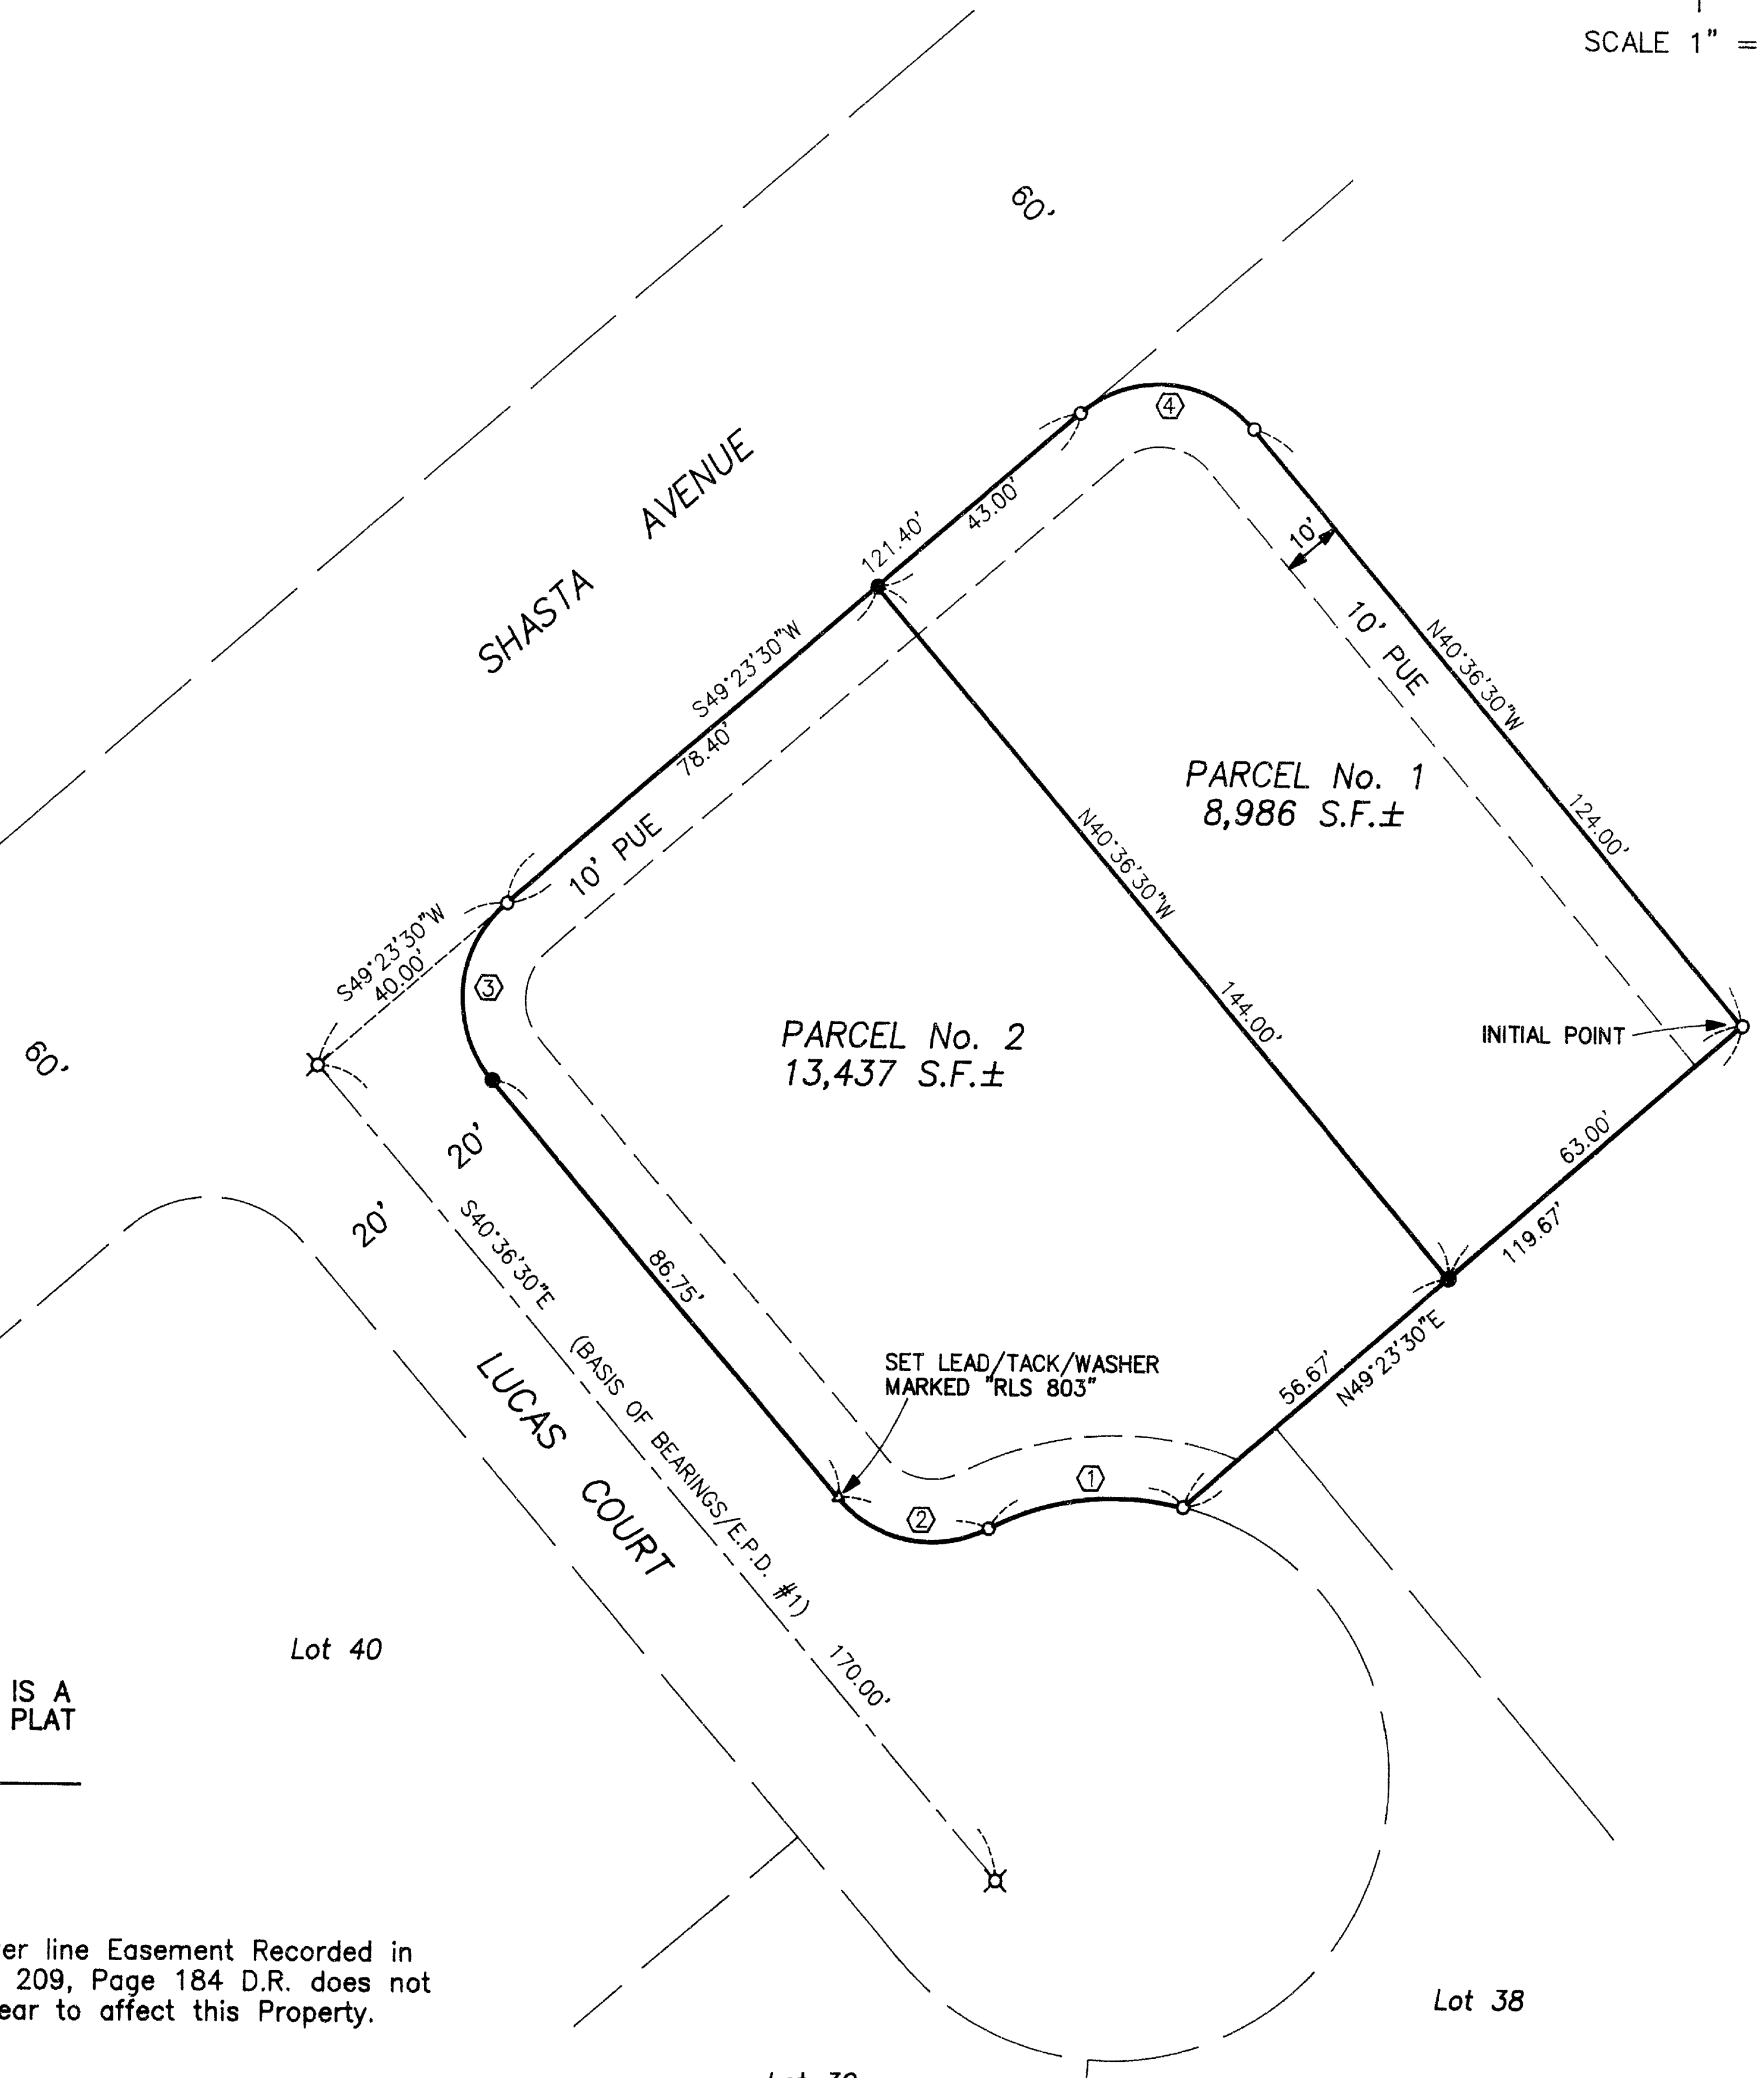 SCALE 1" =
60'
SHASTA AVENUE
4
43.00'
121.40'
10'
10' PUE
N40°36'30"W
S49°23'30"W
78.40'
PARCEL No. 1
8,986 S.F.±
124.00'
N40°36'30"W
10' PUE
S49°23'30"W
40.00'
3
144.00'
PARCEL No. 2
13,437 S.F.±
INITIAL POINT
60'
20'
20'
63.00'
119.67'
S40°36'30"E
86.75'
(BASIS OF BEARINGS/E.P.D. #1)
170.00'
LUCAS COURT
SET LEAD/TACK/WASHER
MARKED "RLS 803"
56.67'
N49°23'30"E
1
2
Lot 40
IS A
PLAT
er line Easement Recorded in
209, Page 184 D.R. does not
ear to affect this Property.
Lot 38